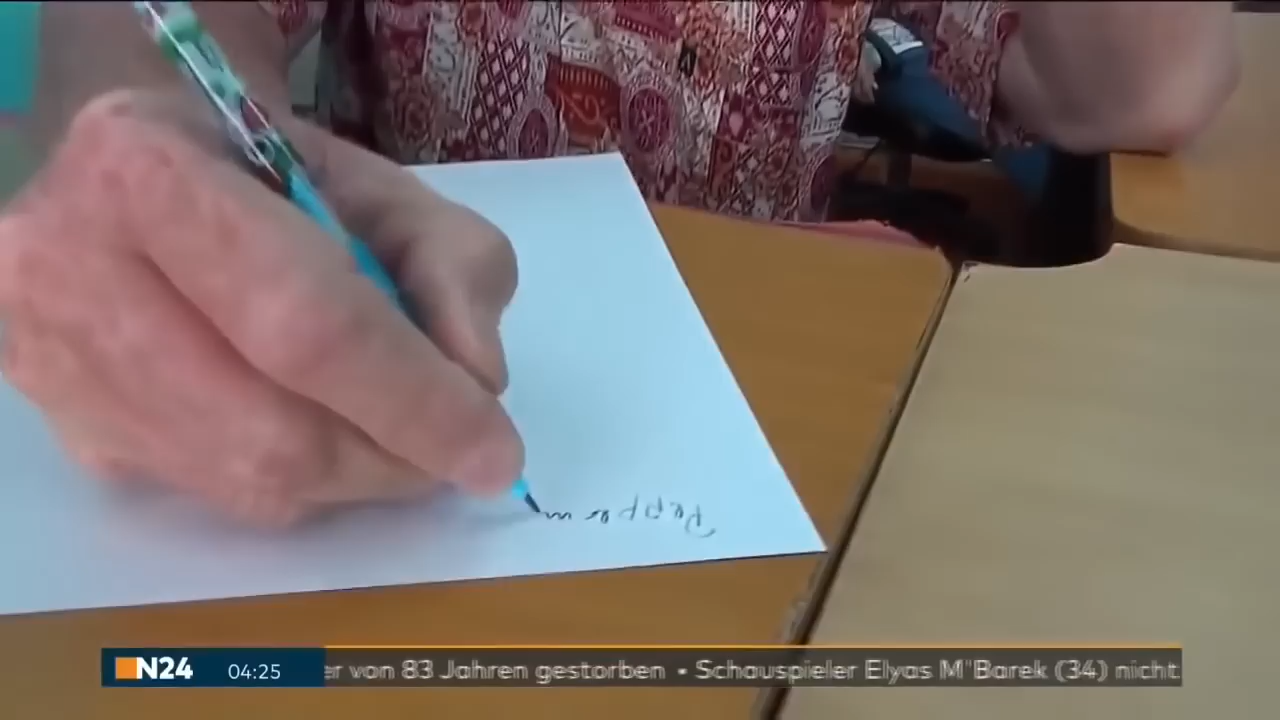 N24 04:25 er von 83 Jahren gestorben • Schauspieler Elyas M'Barek (34) nicht